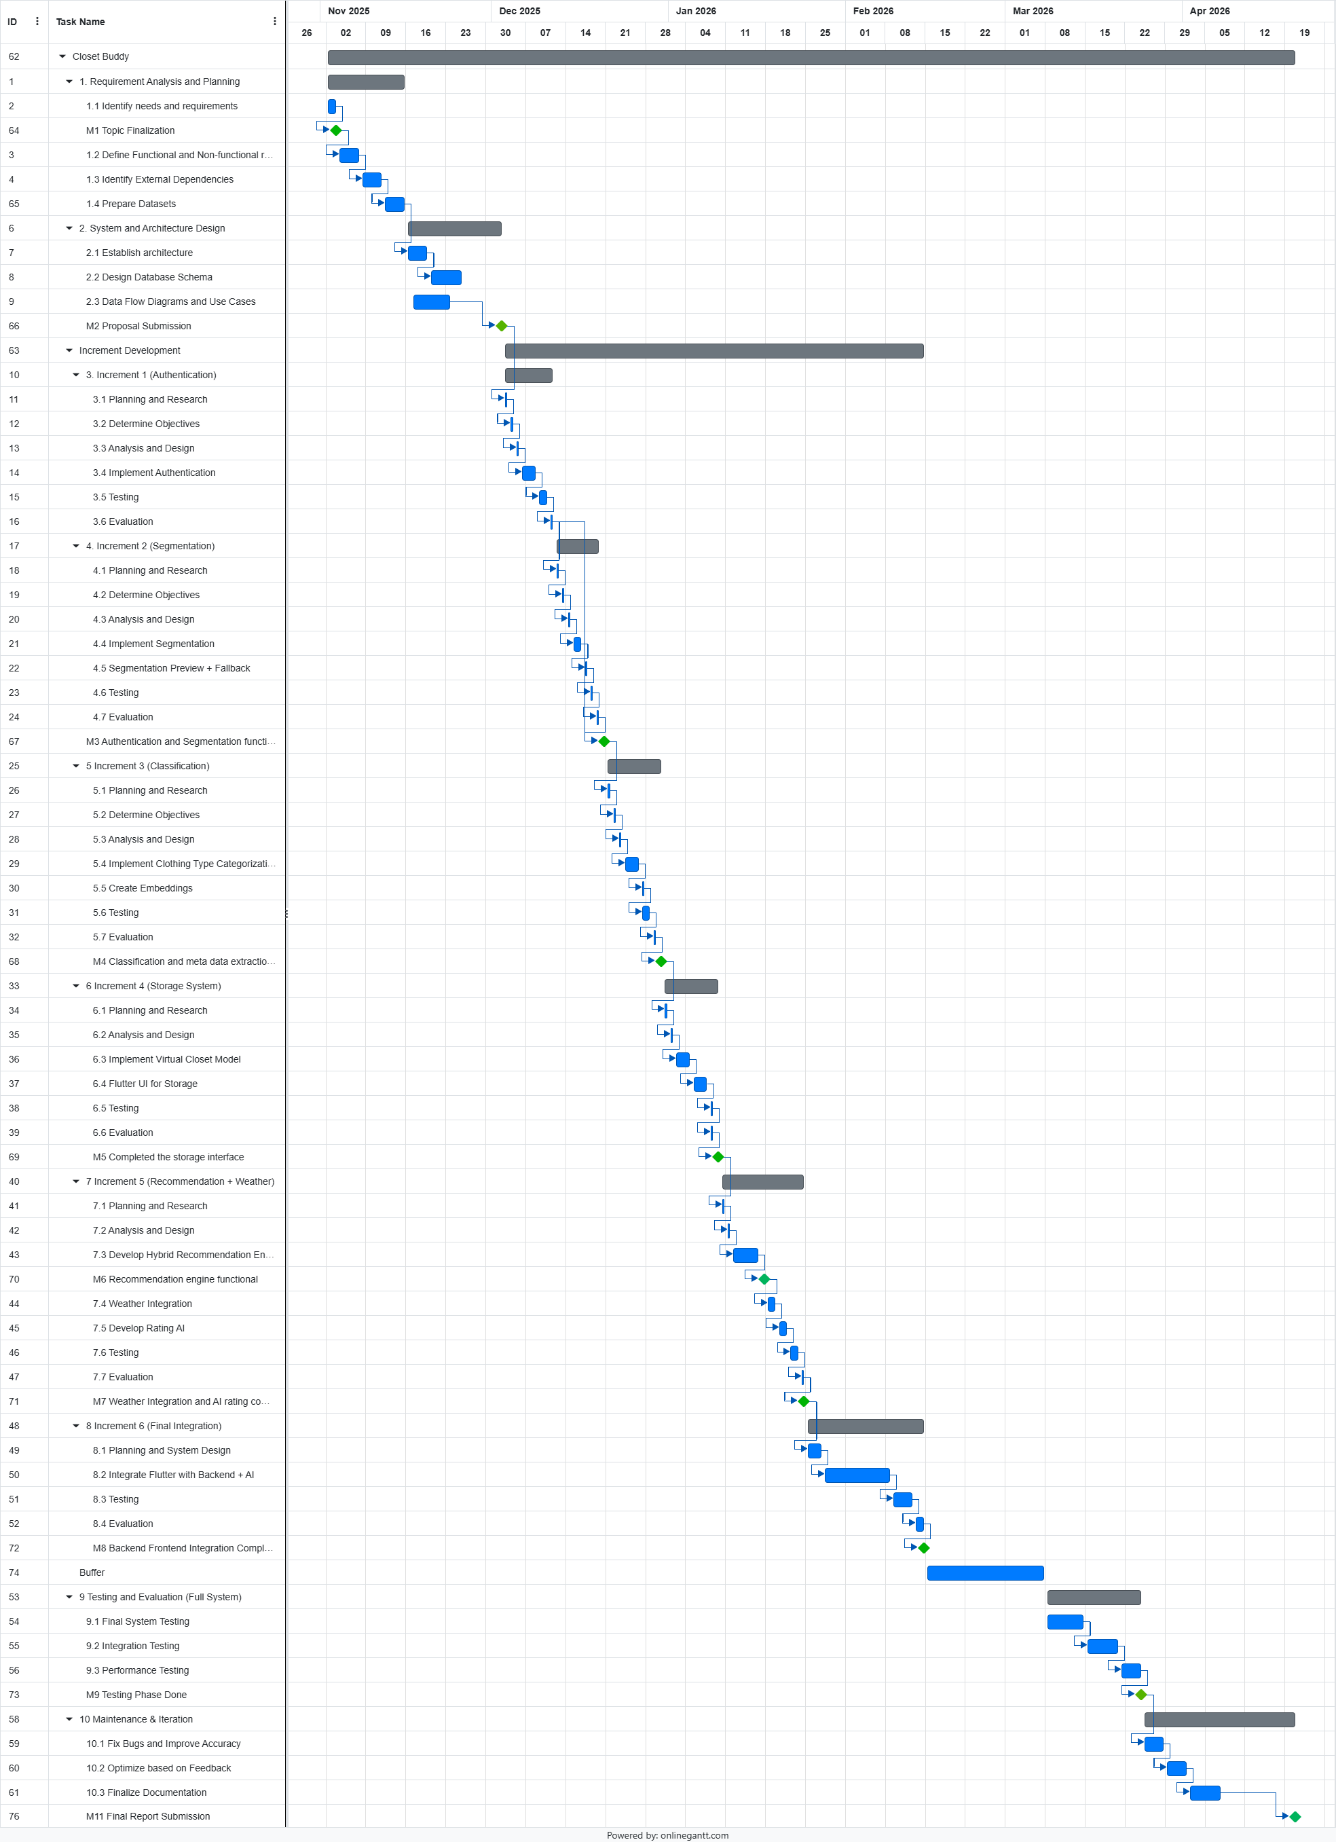 ID Task Name Nov 2025 Dec 2025 Jan 2026 Feb 2026 Mar 2026 Apr 2026
26 02 09 16 23 30 07 14 21 28 04 11 18 25 01 08 15 22 01 08 15 22 29 05 12 19
62 Closet Buddy
1 1. Requirement Analysis and Planning
2 1.1 Identify needs and requirements
64 M1 Topic Finalization
3 1.2 Define Functional and Non-functional r...
4 1.3 Identify External Dependencies
65 1.4 Prepare Datasets
6 2. System and Architecture Design
7 2.1 Establish architecture
8 2.2 Design Database Schema
9 2.3 Data Flow Diagrams and Use Cases
66 M2 Proposal Submission
63 Increment Development
10 3. Increment 1 (Authentication)
11 3.1 Planning and Research
12 3.2 Determine Objectives
13 3.3 Analysis and Design
14 3.4 Implement Authentication
15 3.5 Testing
16 3.6 Evaluation
17 4. Increment 2 (Segmentation)
18 4.1 Planning and Research
19 4.2 Determine Objectives
20 4.3 Analysis and Design
21 4.4 Implement Segmentation
22 4.5 Segmentation Preview + Fallback
23 4.6 Testing
24 4.7 Evaluation
67 M3 Authentication and Segmentation functi...
25 5 Increment 3 (Classification)
26 5.1 Planning and Research
27 5.2 Determine Objectives
28 5.3 Analysis and Design
29 5.4 Implement Clothing Type Categorizati...
30 5.5 Create Embeddings
31 5.6 Testing
32 5.7 Evaluation
68 M4 Classification and meta data extractio...
33 6 Increment 4 (Storage System)
34 6.1 Planning and Research
35 6.2 Analysis and Design
36 6.3 Implement Virtual Closet Model
37 6.4 Flutter UI for Storage
38 6.5 Testing
39 6.6 Evaluation
69 M5 Completed the storage interface
40 7 Increment 5 (Recommendation + Weather)
41 7.1 Planning and Research
42 7.2 Analysis and Design
43 7.3 Develop Hybrid Recommendation En...
70 M6 Recommendation engine functional
44 7.4 Weather Integration
45 7.5 Develop Rating AI
46 7.6 Testing
47 7.7 Evaluation
71 M7 Weather Integration and AI rating co...
48 8 Increment 6 (Final Integration)
49 8.1 Planning and System Design
50 8.2 Integrate Flutter with Backend + AI
51 8.3 Testing
52 8.4 Evaluation
72 M8 Backend Frontend Integration Compl...
74 Buffer
53 9 Testing and Evaluation (Full System)
54 9.1 Final System Testing
55 9.2 Integration Testing
56 9.3 Performance Testing
73 M9 Testing Phase Done
58 10 Maintenance & Iteration
59 10.1 Fix Bugs and Improve Accuracy
60 10.2 Optimize based on Feedback
61 10.3 Finalize Documentation
76 M11 Final Report Submission
Powered by: onlinegantt.com